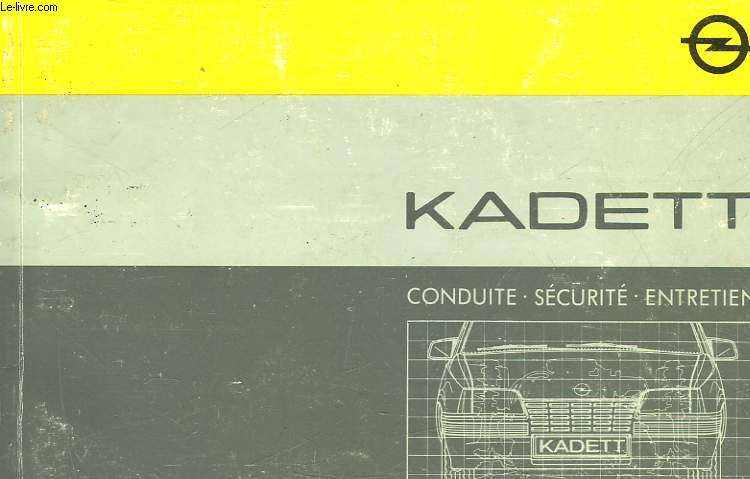 Le-livre.com
KADETT
CONDUITE · SÉCURITÉ · ENTRETIEN
KADETT